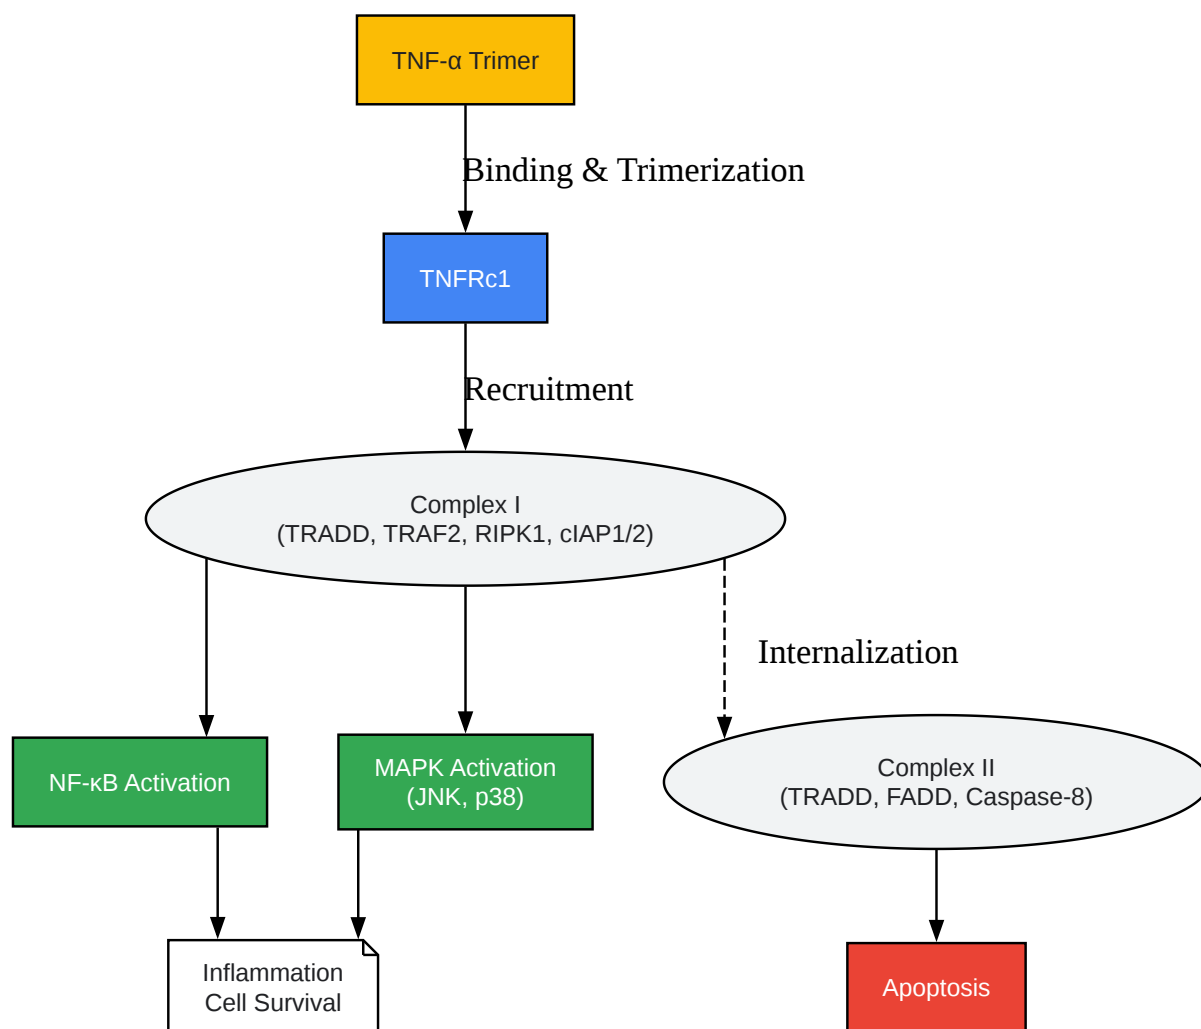 TNF-α Trimer
Binding & Trimerization
TNFRc1
Recruitment
Complex I
(TRADD, TRAF2, RIPK1, cIAP1/2)
Internalization
NF-κB Activation
MAPK Activation
(JNK, p38)
Complex II
(TRADD, FADD, Caspase-8)
Inflammation
Cell Survival
Apoptosis